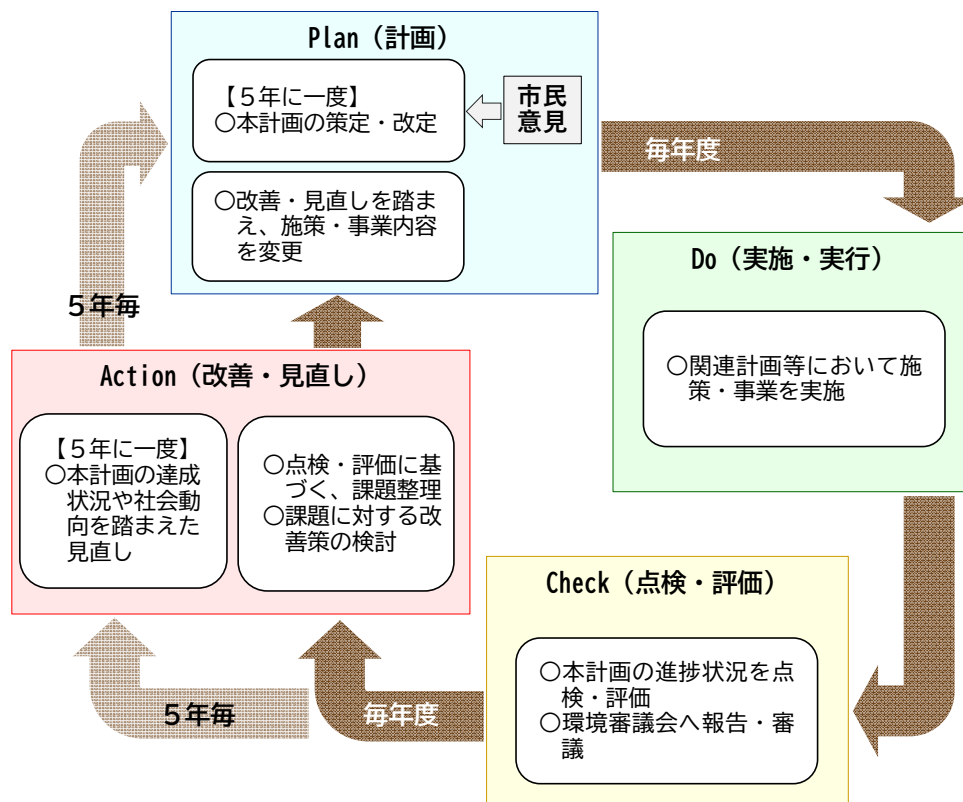 Plan（計画）
【５年に一度】
○本計画の策定・改定
市民
意見
○改善・見直しを踏ま
え、施策・事業内容
を変更
毎年度
Do（実施・実行）
○関連計画等において施
策・事業を実施
５年毎
Action（改善・見直し）
【５年に一度】
○本計画の達成
状況や社会動
向を踏まえた
見直し
○点検・評価に基
づく、課題整理
○課題に対する改
善策の検討
Check（点検・評価）
○本計画の進捗状況を点
検・評価
○環境審議会へ報告・審
議
毎年度
５年毎